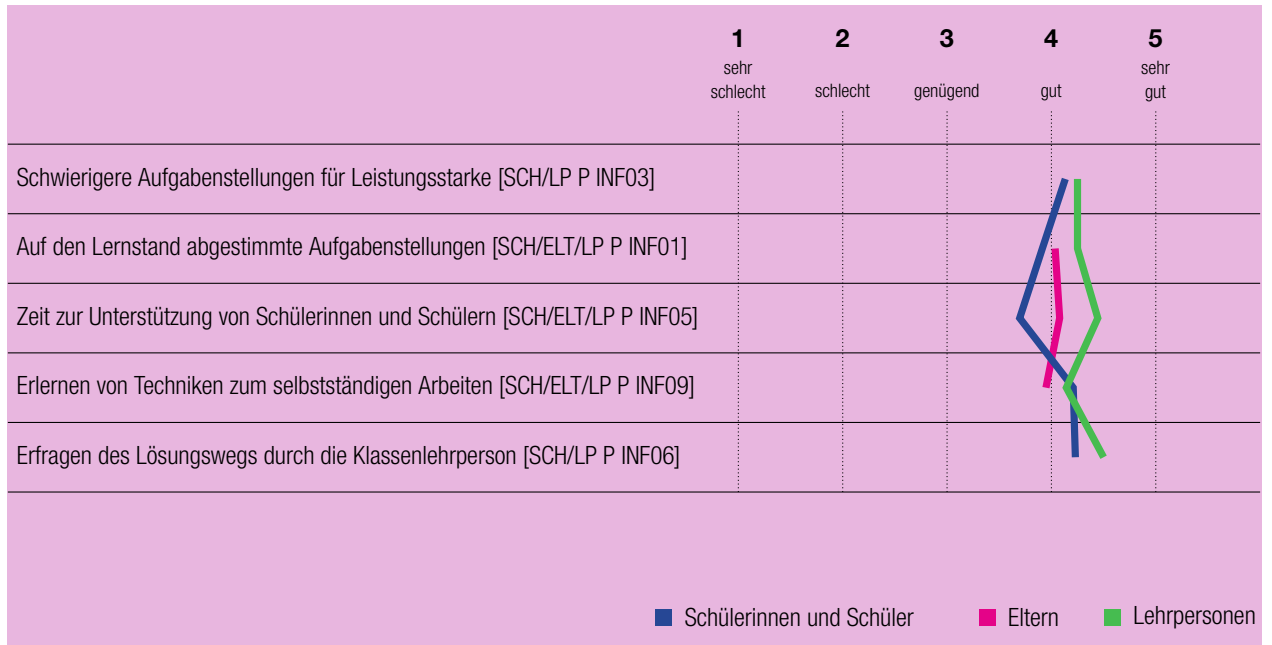 1 2 3 4 5
sehr schlecht schlecht genügend gut sehr gut
Schwierigere Aufgabenstellungen für Leistungsstarke [SCH/LP P INF03]
Auf den Lernstand abgestimmte Aufgabenstellungen [SCH/ELT/LP P INF01]
Zeit zur Unterstützung von Schülerinnen und Schülern [SCH/ELT/LP P INF05]
Erlernen von Techniken zum selbstständigen Arbeiten [SCH/ELT/LP P INF09]
Erfragen des Lösungswegs durch die Klassenlehrperson [SCH/LP P INF06]
Schülerinnen und Schüler Eltern Lehrpersonen